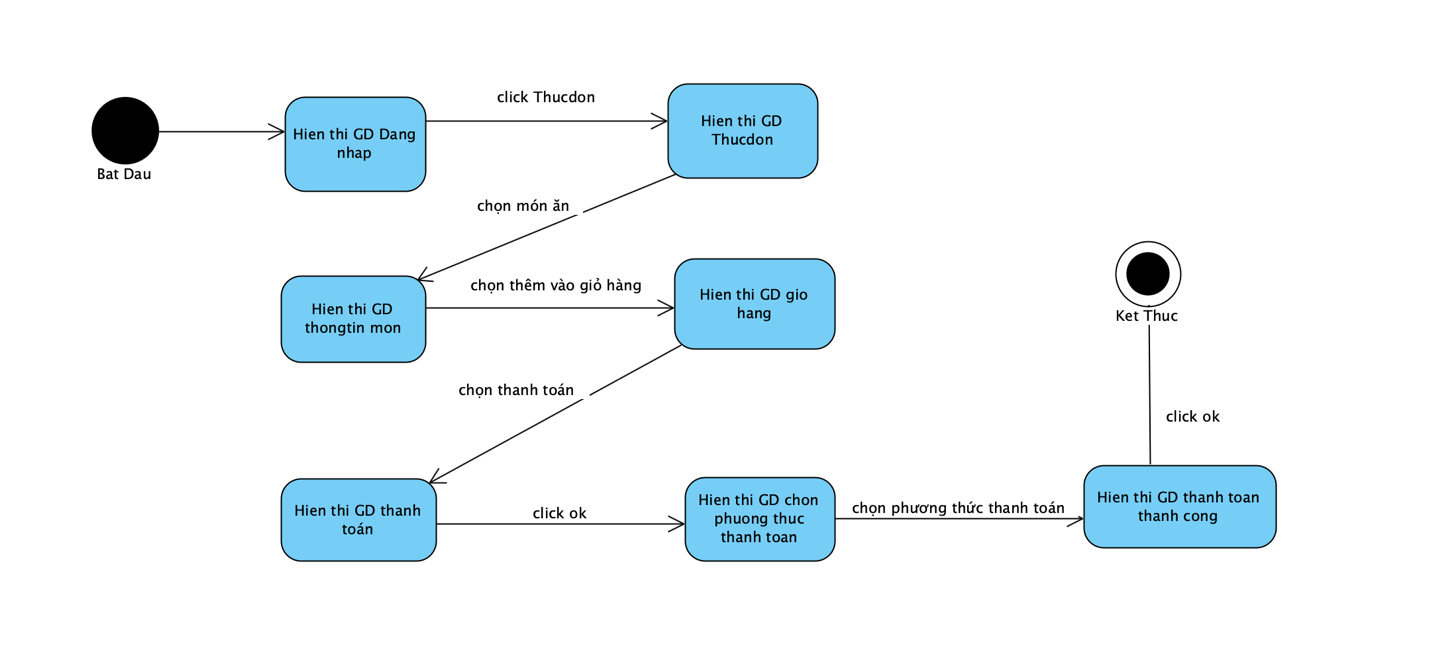 Bat Dau
Hien thi GD Dang
nhap
click Thucdon
Hien thi GD
Thucdon
chọn món ăn
Hien thi GD
thongtin mon
chọn thêm vào giỏ hàng
Hien thi GD gio
hang
chọn thanh toán
Hien thi GD thanh
toán
click ok
Hien thi GD chon
phuong thuc
thanh toan
chọn phương thức thanh toán
Hien thi GD thanh toan
thanh cong
click ok
Ket Thuc